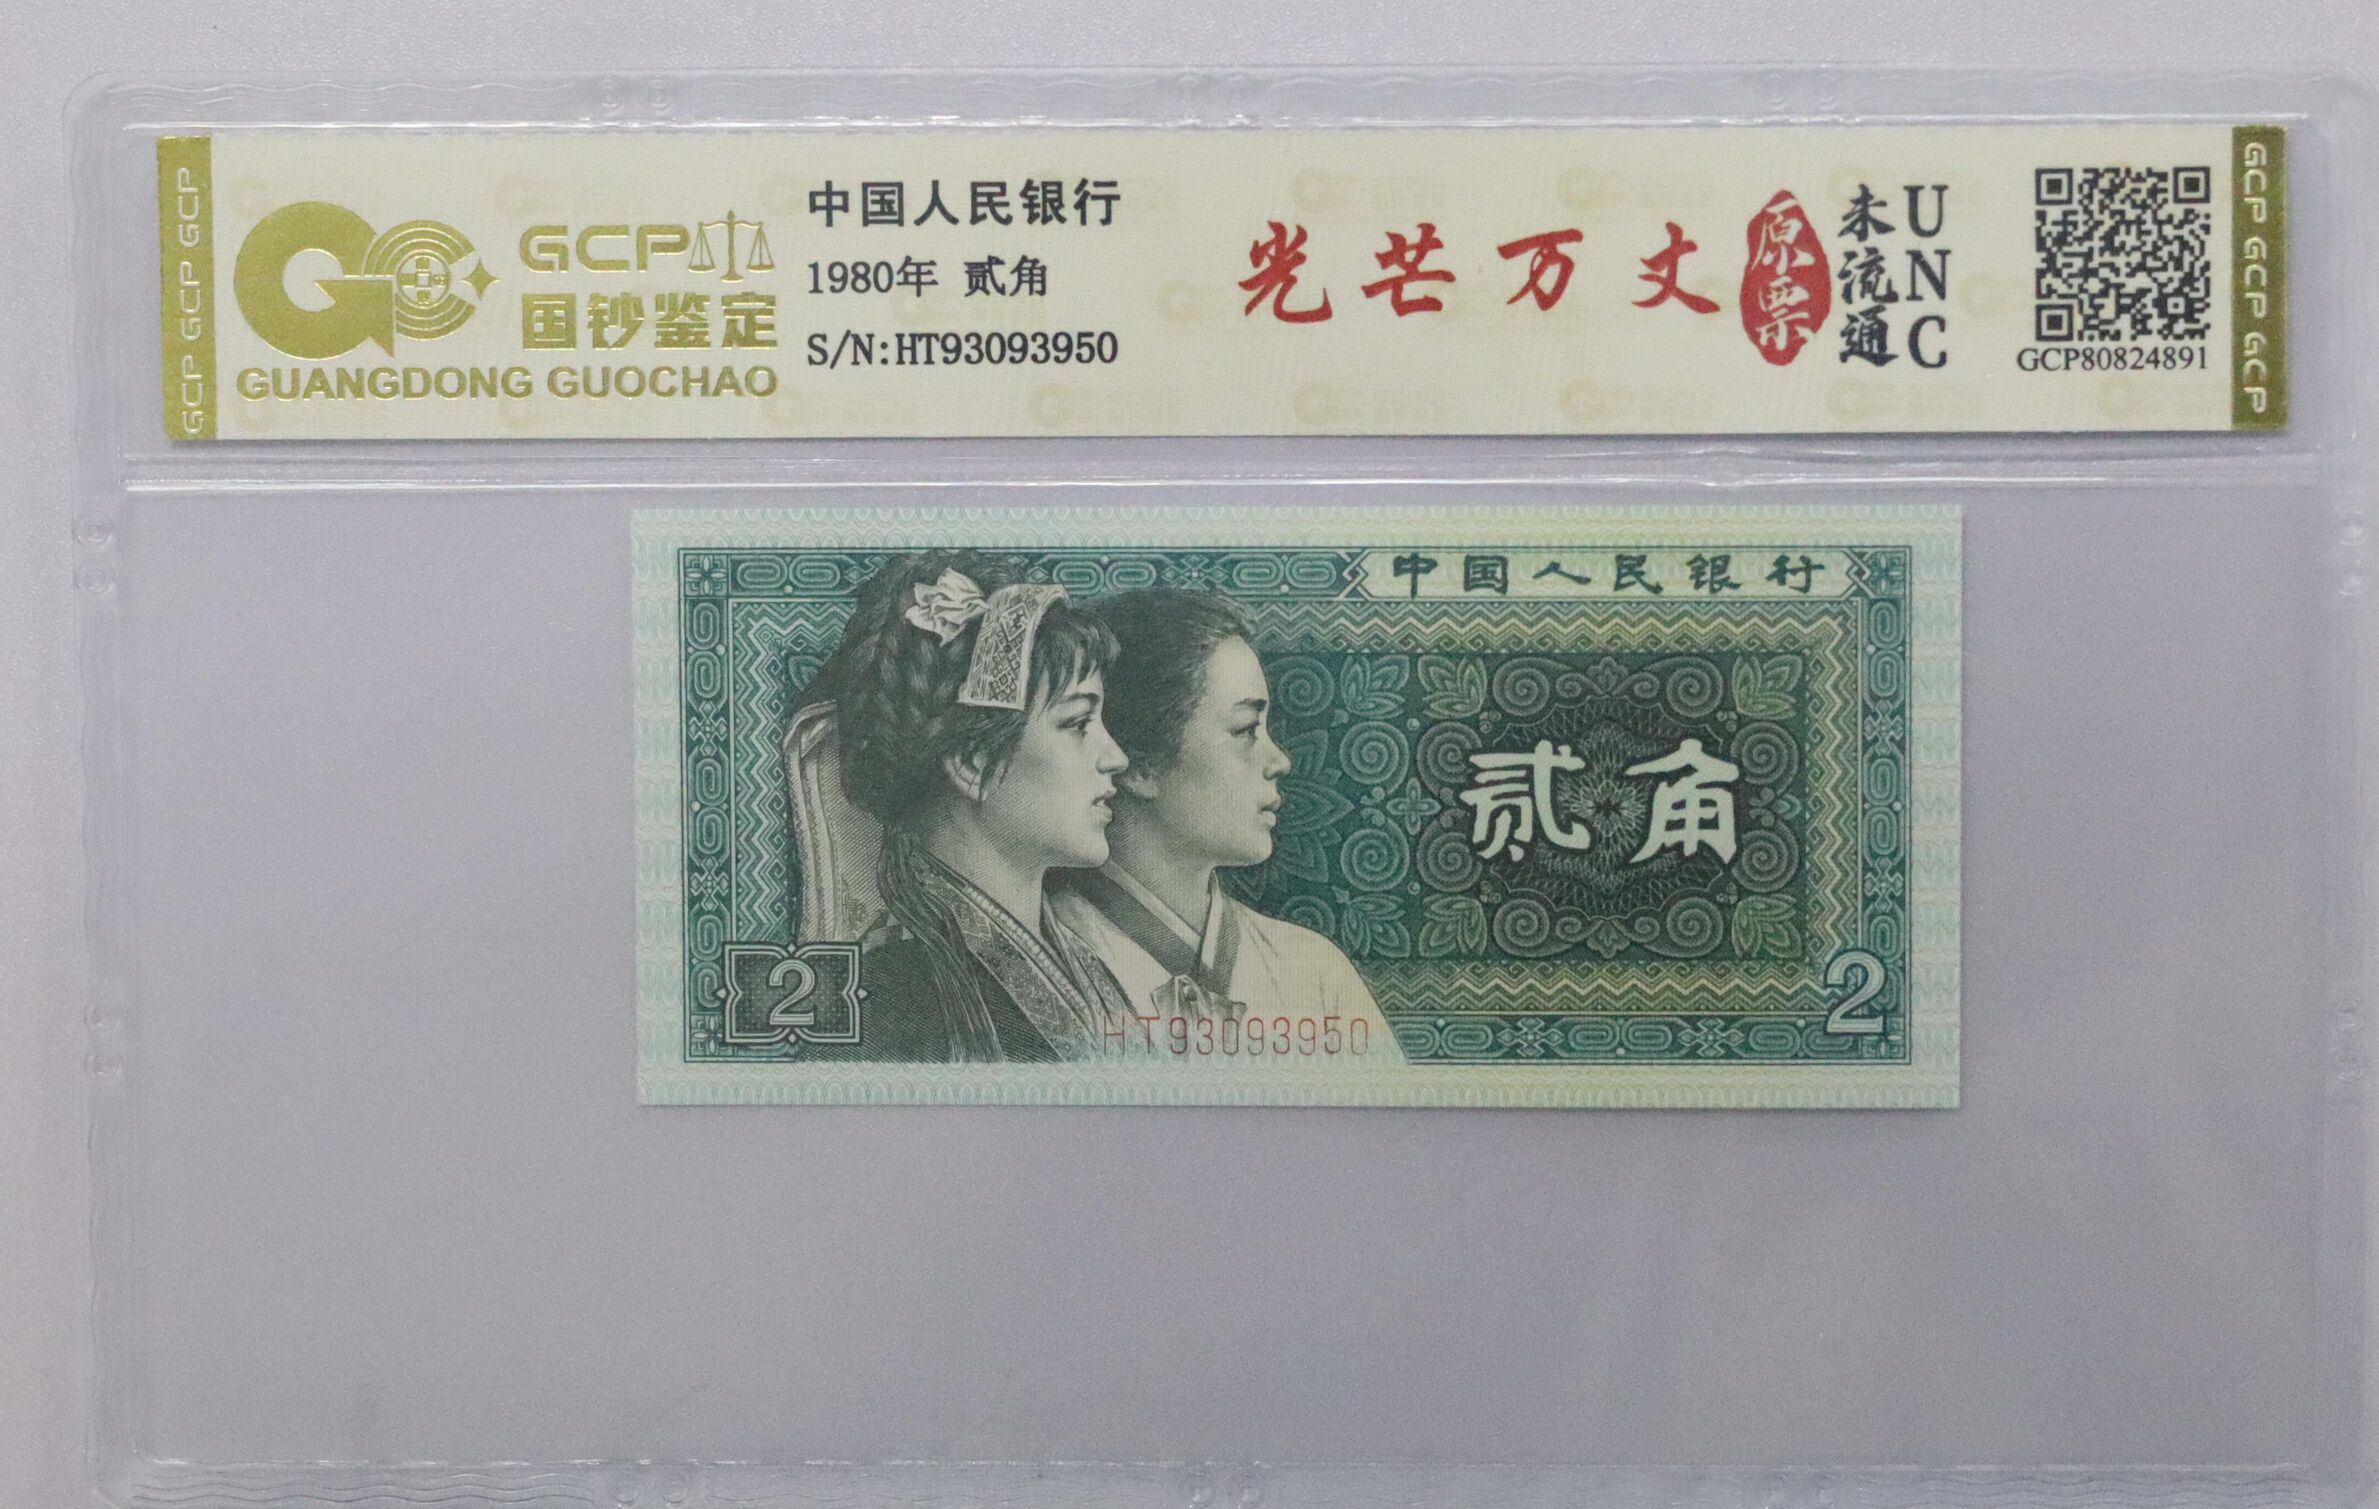 GCP GCP GCP
GCP
国钞鉴定
GUANGDONG GUOCHAO
中国人民银行
1980年 贰角
S/N:HT93093950
光芒万丈
原票
未流通
UNC
GCP80824891
GCP GCP GCP
中国人民银行
贰角
2
HT93093950
2